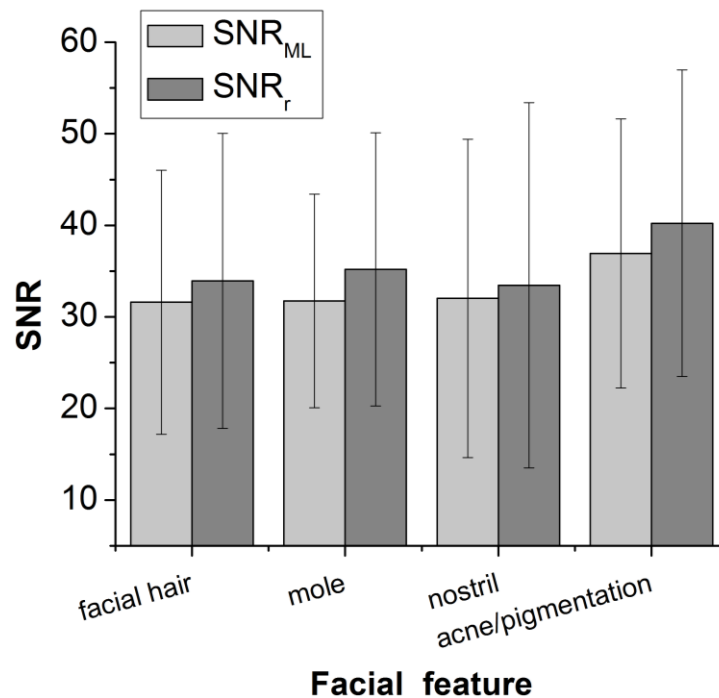 60
50
40
30
20
10
SNR
SNR_ML
SNR_r
facial hair
mole
nostril
acne/pigmentation
Facial feature